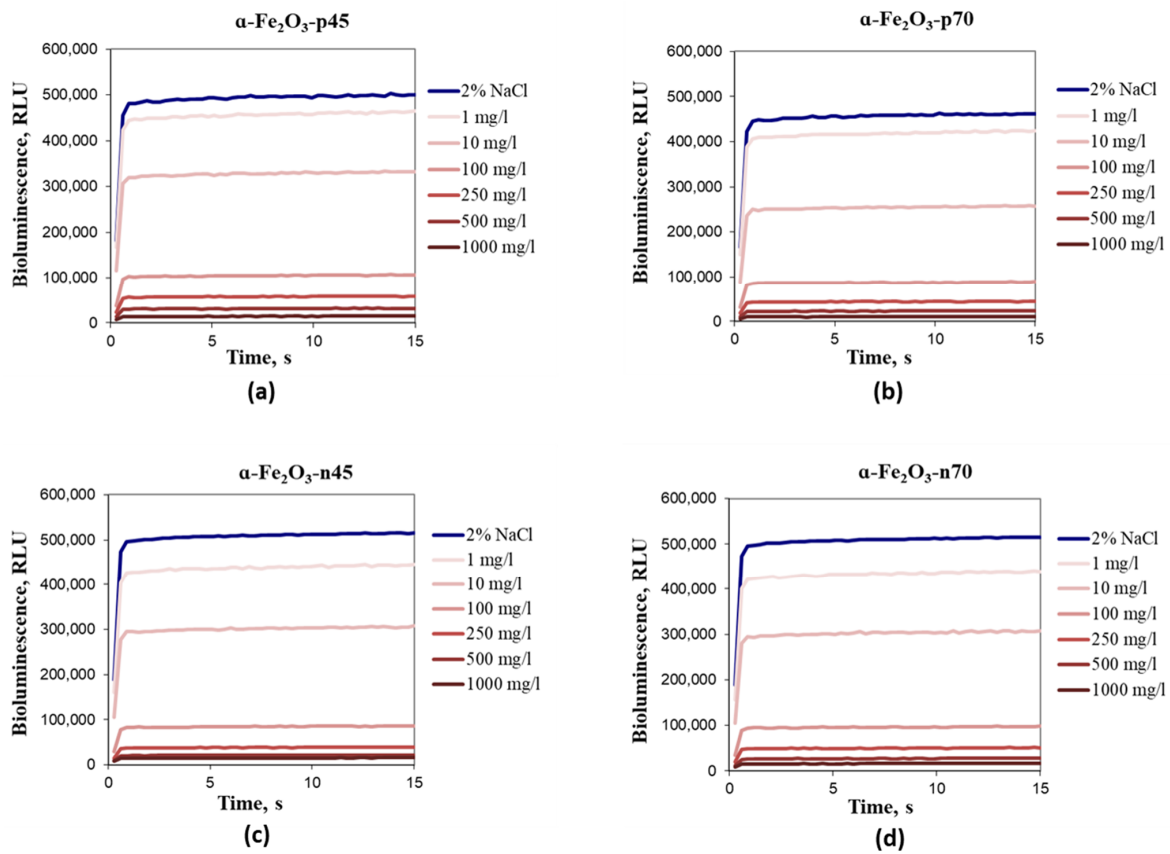 α-Fe₂O₃-p45
600,000
500,000
400,000
300,000
200,000
100,000
0
Bioluminescence, RLU
0 5 10 15
Time, s
2% NaCl
1 mg/l
10 mg/l
100 mg/l
250 mg/l
500 mg/l
1000 mg/l
(a)
α-Fe₂O₃-p70
600,000
500,000
400,000
300,000
200,000
100,000
0
Bioluminiscence, RLU
0 5 10 15
Time, s
2% NaCl
1 mg/l
10 mg/l
100 mg/l
250 mg/l
500 mg/l
1000 mg/l
(b)
α-Fe₂O₃-n45
600,000
500,000
400,000
300,000
200,000
100,000
0
Bioluminescence, RLU
0 5 10 15
Time, s
2% NaCl
1 mg/l
10 mg/l
100 mg/l
250 mg/l
500 mg/l
1000 mg/l
(c)
α-Fe₂O₃-n70
600,000
500,000
400,000
300,000
200,000
100,000
0
Bioluminescence, RLU
0 5 10 15
Time, s
2% NaCl
1 mg/l
10 mg/l
100 mg/l
250 mg/l
500 mg/l
1000 mg/l
(d)